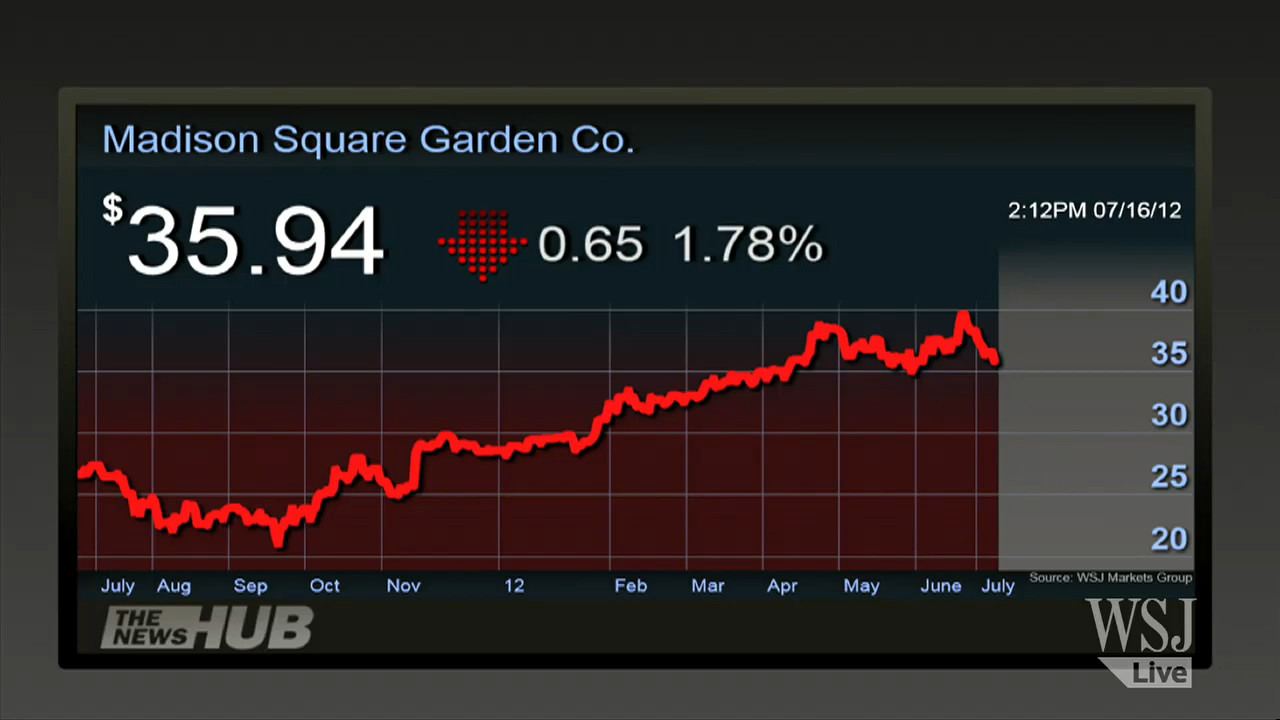 Madison Square Garden Co.
$35.94 0.65 1.78%
2:12PM 07/16/12
40
35
30
25
20
July Aug Sep Oct Nov 12 Feb Mar Apr May June July
Source: WSJ Markets Group
THE NEWS HUB
WSJ
Live